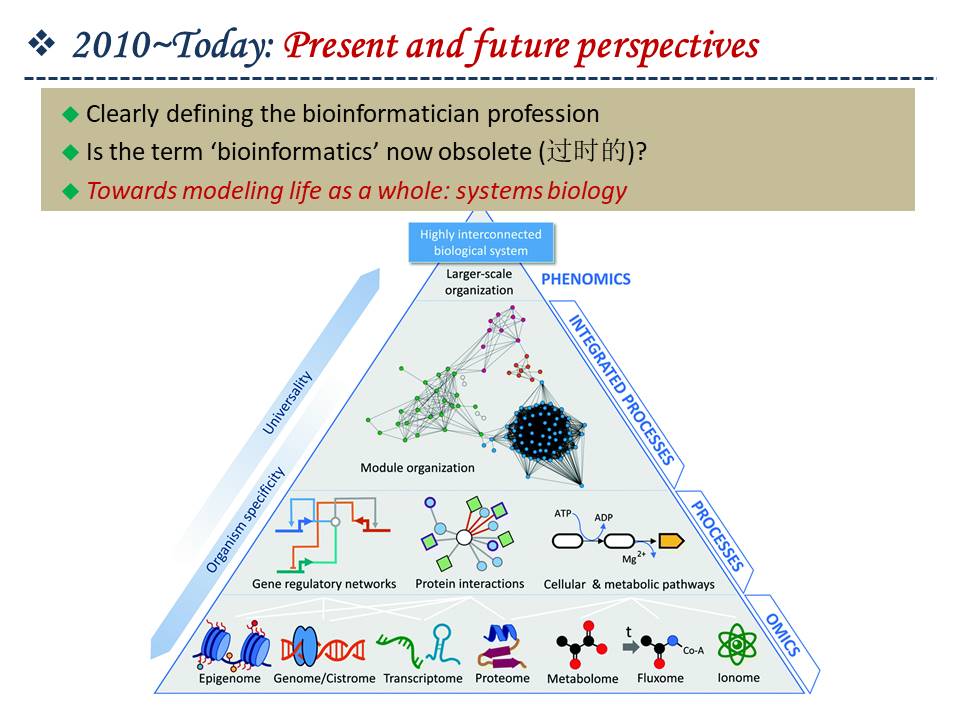 ❖ 2010~Today: Present and future perspectives
◆ Clearly defining the bioinformatician profession
◆ Is the term ‘bioinformatics’ now obsolete (过时的)?
◆ Towards modeling life as a whole: systems biology
Highly interconnected
biological system
Larger-scale
organization
PHENOMICS
INTEGRATED PROCESSES
Universality
Module organization
Organism specificity
PROCESSES
ATP
ADP
Mg2+
Gene regulatory networks
Protein interactions
Cellular & metabolic pathways
OMICS
t
Co-A
Epigenome
Genome/Cistrome
Transcriptome
Proteome
Metabolome
Fluxome
Ionome